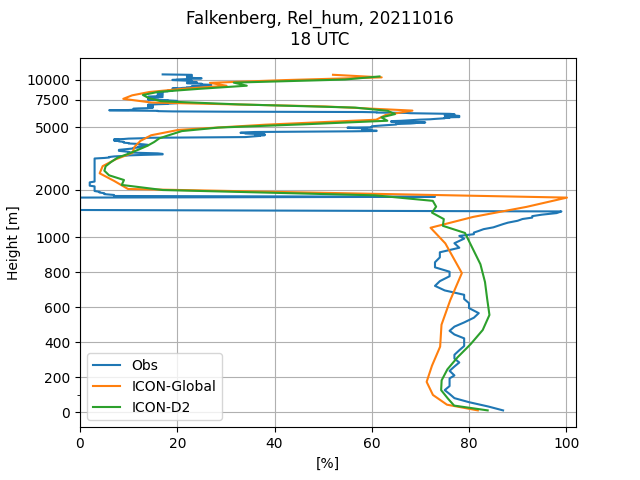 Falkenberg, Rel_hum, 20211016
18 UTC
10000
7500
5000
2000
1000
800
600
400
200
0
Height [m]
Obs
ICON-Global
ICON-D2
0 20 40 60 80 100
[%]